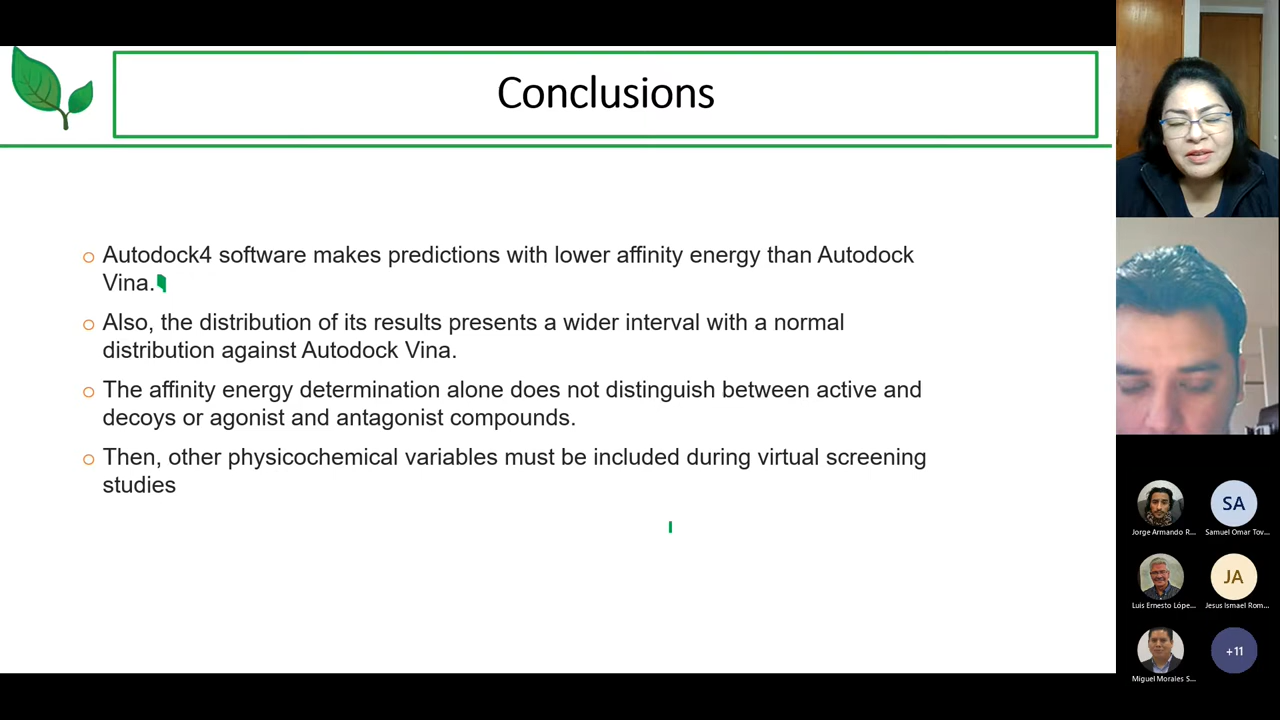 Conclusions
Autodock4 software makes predictions with lower affinity energy than Autodock
Vina.
Also, the distribution of its results presents a wider interval with a normal
distribution against Autodock Vina.
The affinity energy determination alone does not distinguish between active and
decoys or agonist and antagonist compounds.
Then, other physicochemical variables must be included during virtual screening
studies
SA
Jorge Armando R...
Samuel Omar Tov...
JA
Luis Ernesto Lópe...
Jesus Ismael Rom...
+11
Miguel Morales S...